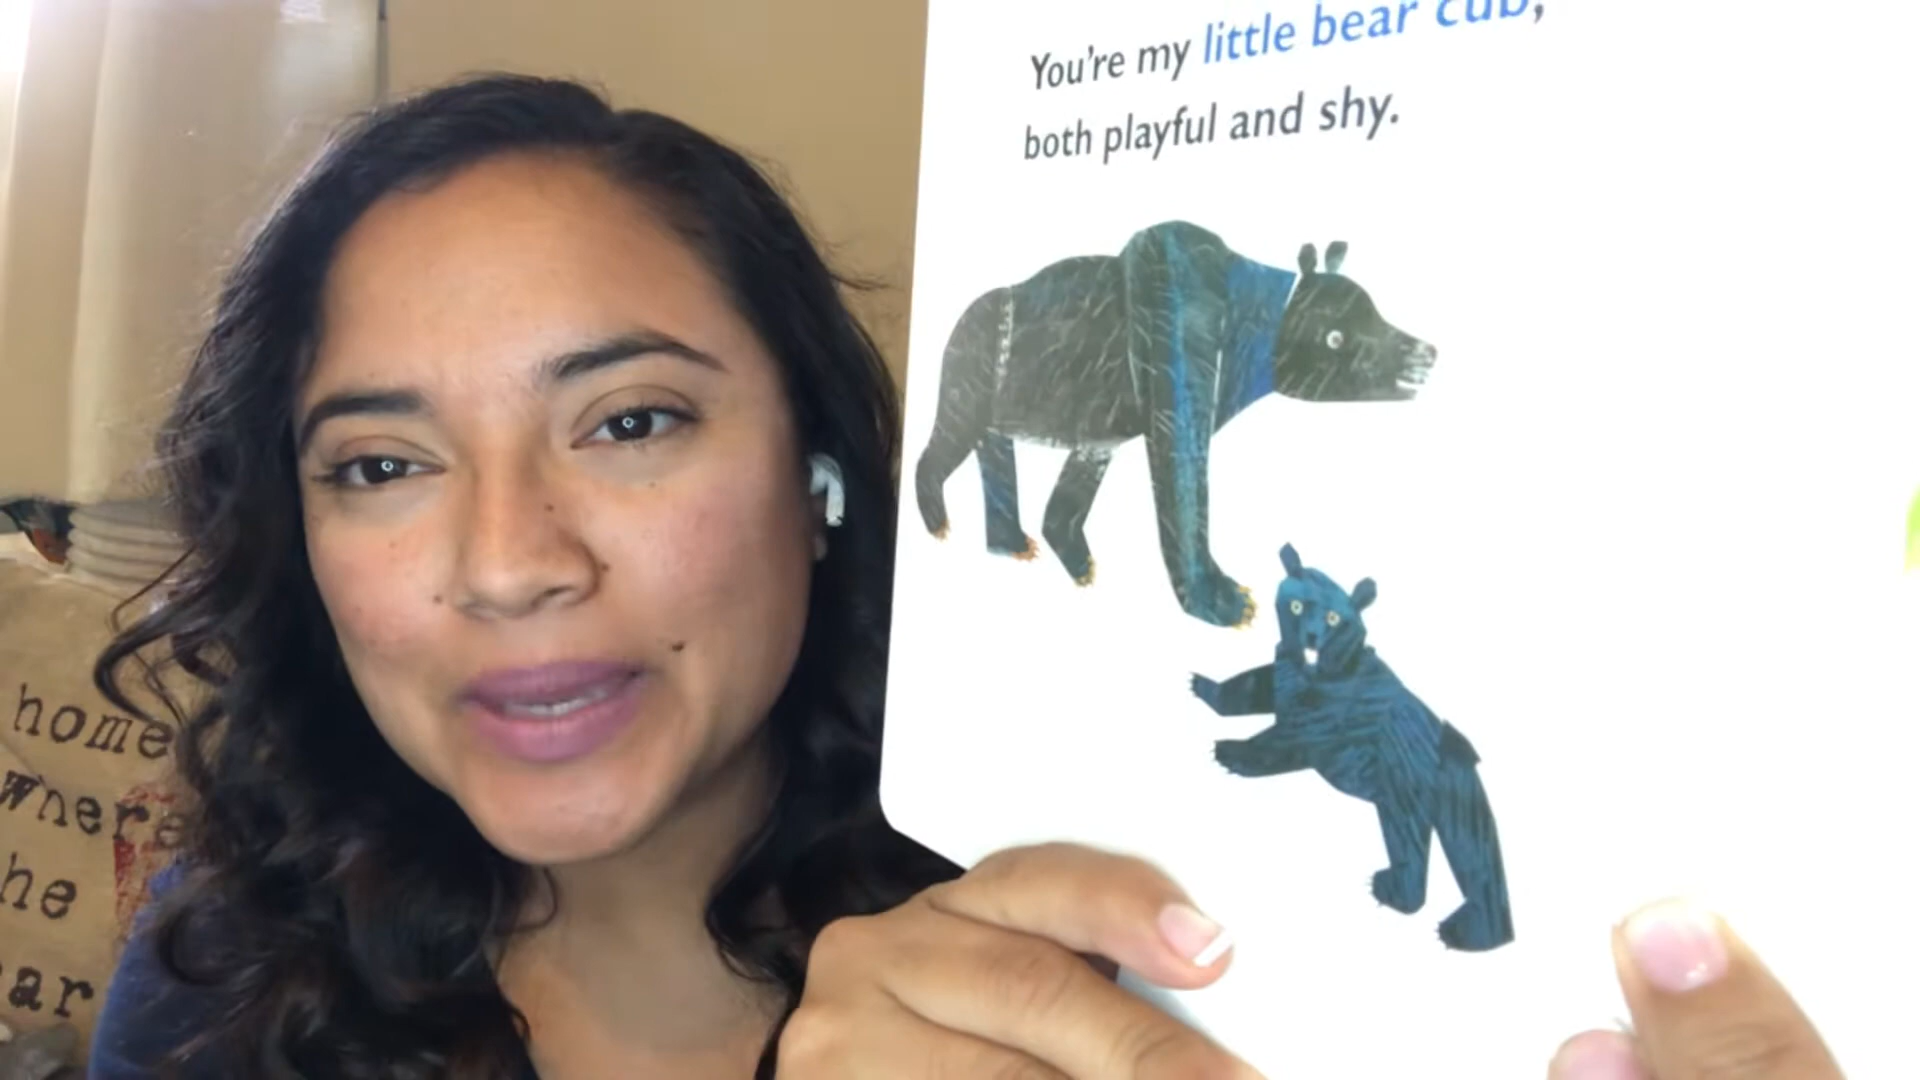 You're my little bear cub,
both playful and shy.
home
where
he
ar